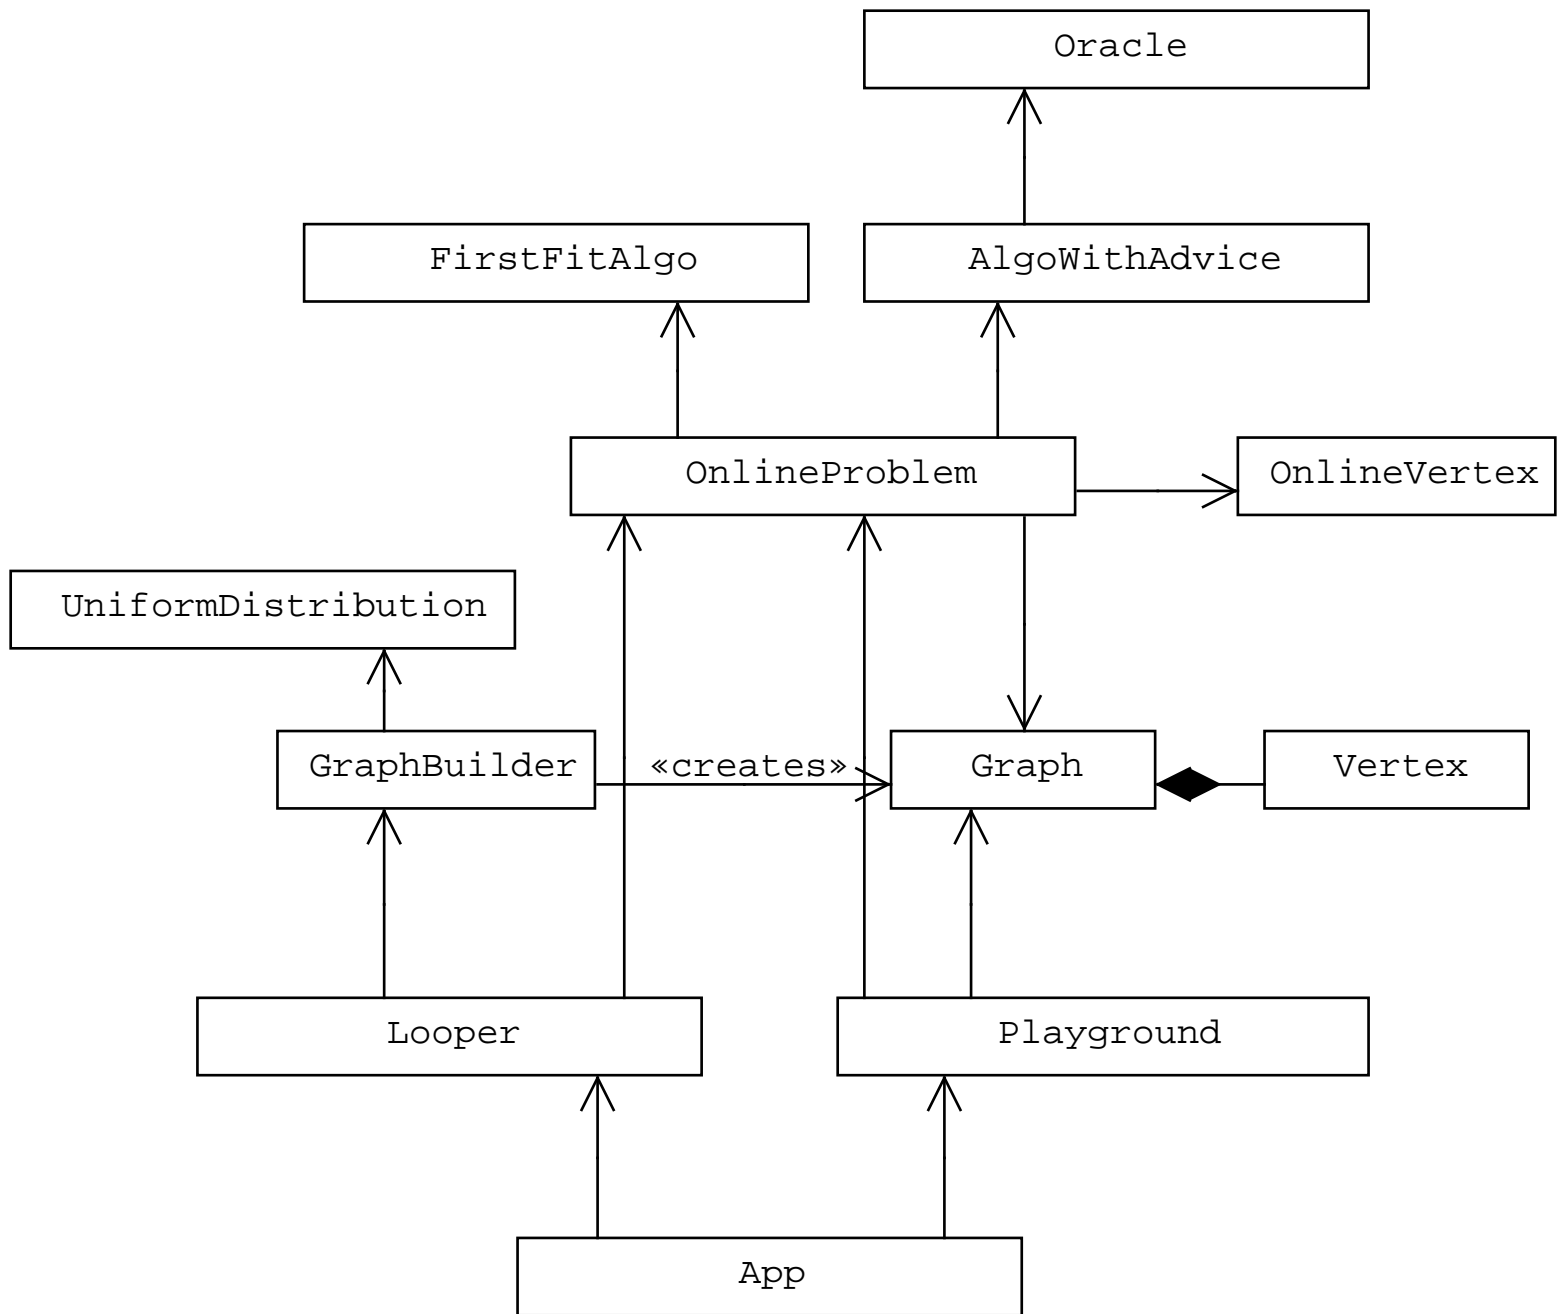 Oracle
FirstFitAlgo
AlgoWithAdvice
OnlineProblem
OnlineVertex
UniformDistribution
GraphBuilder
«creates»
Graph
Vertex
Looper
Playground
App